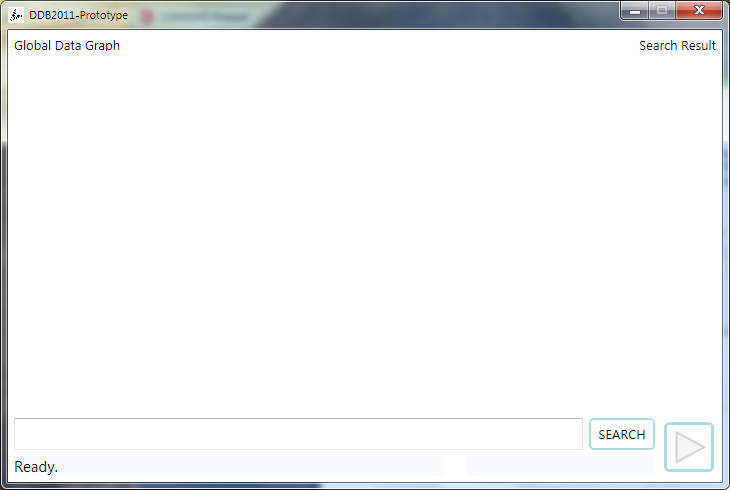 DDB2011-Prototype
Global Data Graph
Search Result
SEARCH
Ready.